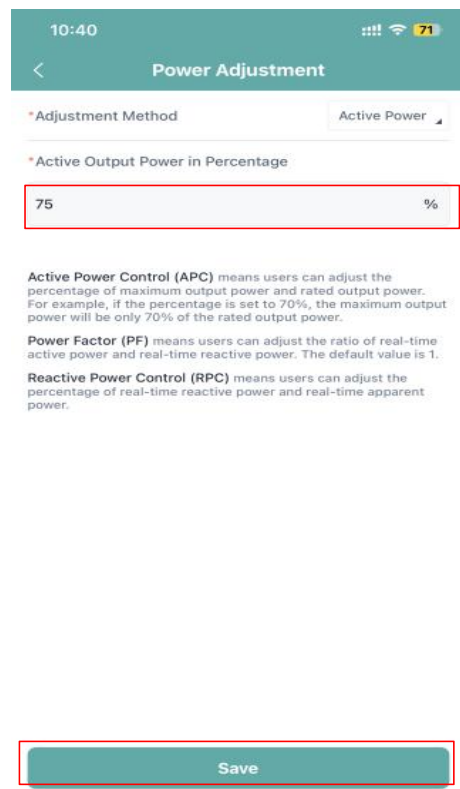 10:40 71
Power Adjustment
*Adjustment Method Active Power
*Active Output Power in Percentage
75 %
Active Power Control (APC) means users can adjust the
percentage of maximum output power and rated output power.
For example, if the percentage is set to 70%, the maximum output
power will be only 70% of the rated output power.
Power Factor (PF) means users can adjust the ratio of real-time
active power and real-time reactive power. The default value is 1.
Reactive Power Control (RPC) means users can adjust the
percentage of real-time reactive power and real-time apparent
power.
Save